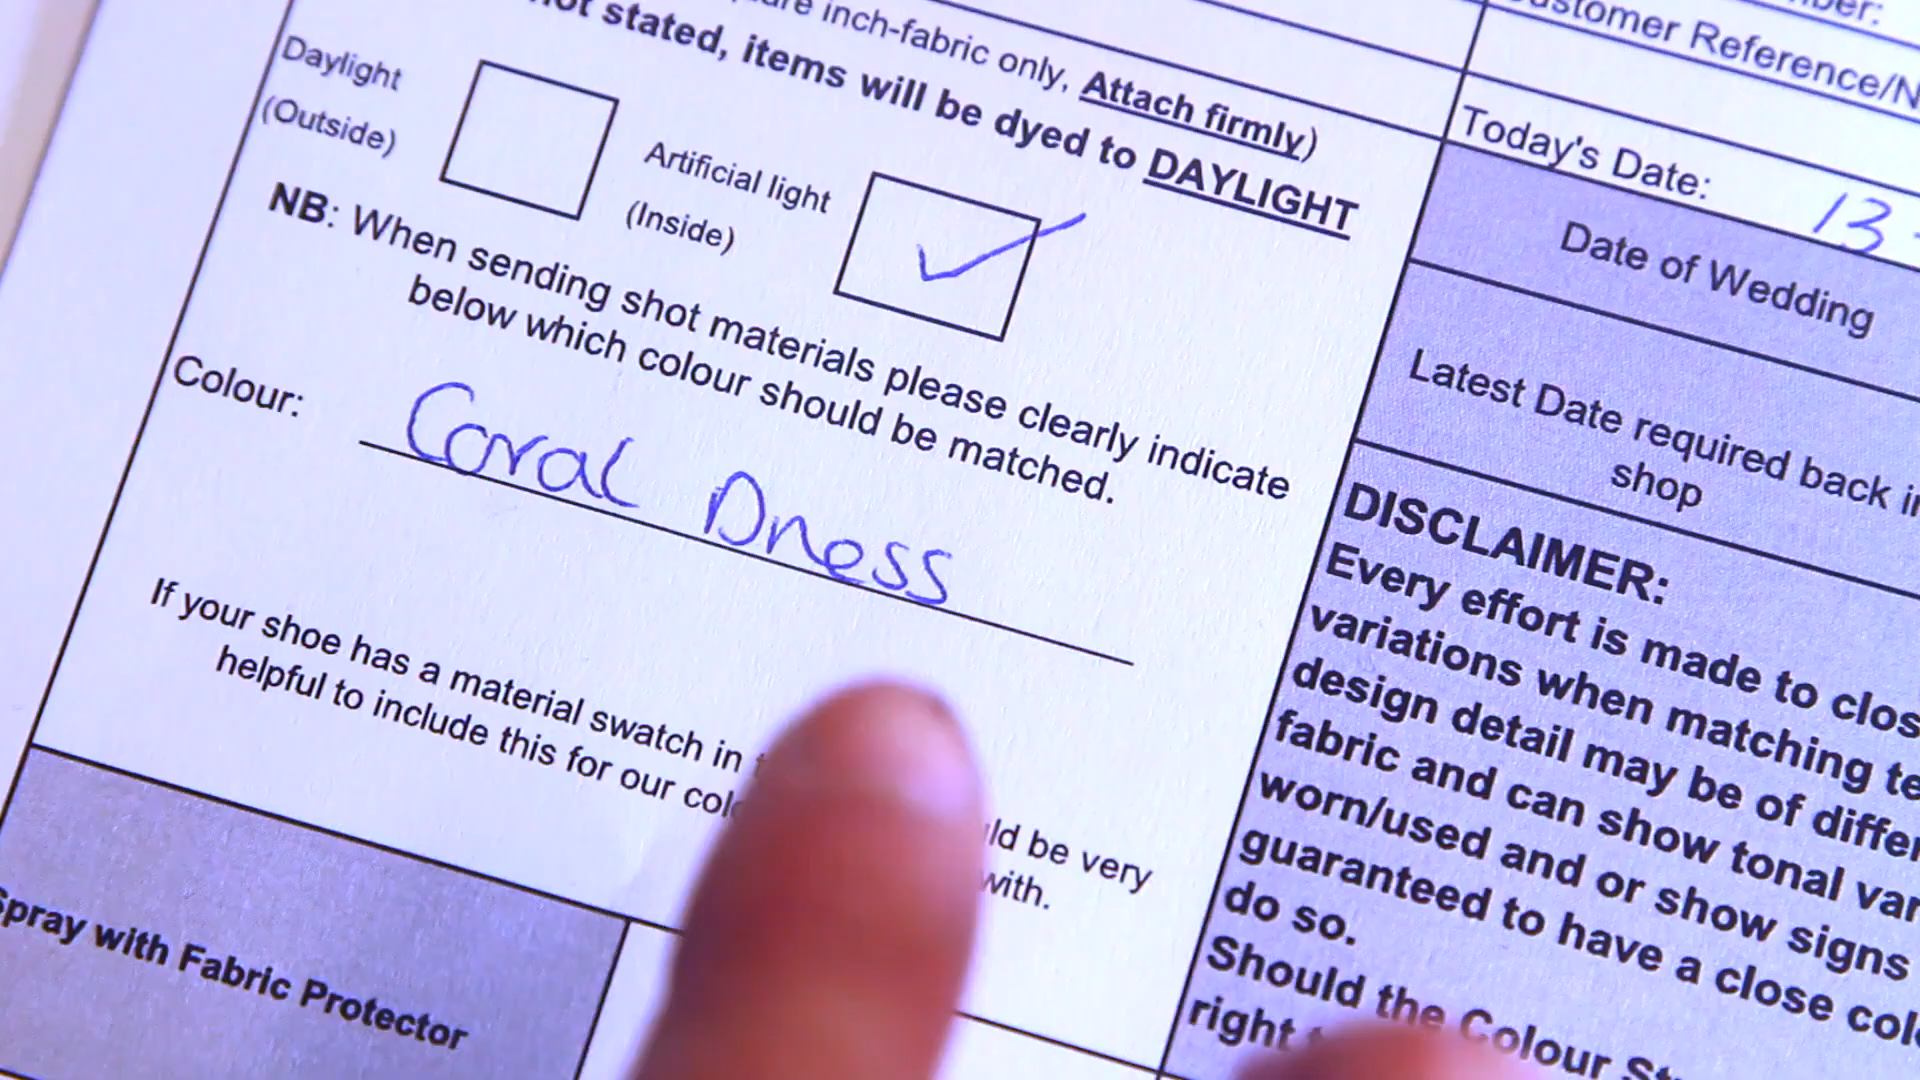 inch-fabric only, Attach firmly)
stated, items will be dyed to DAYLIGHT
Daylight
(Outside)
Artificial light
(Inside)
NB: When sending shot materials please clearly indicate
below which colour should be matched.
Colour: Coral Dress
If your shoe has a material swatch in
helpful to include this for our
be very
with.
Spray with Fabric Protector
Customer Reference/N
Today's Date: 13
Date of Wedding
Latest Date required back in
shop
DISCLAIMER:
Every effort is made to clos
variations when matching te
design detail may be of differ
fabric and can show tonal var
worn/used and or show signs
guaranteed to have a close col
do so.
Should the Colour St
right